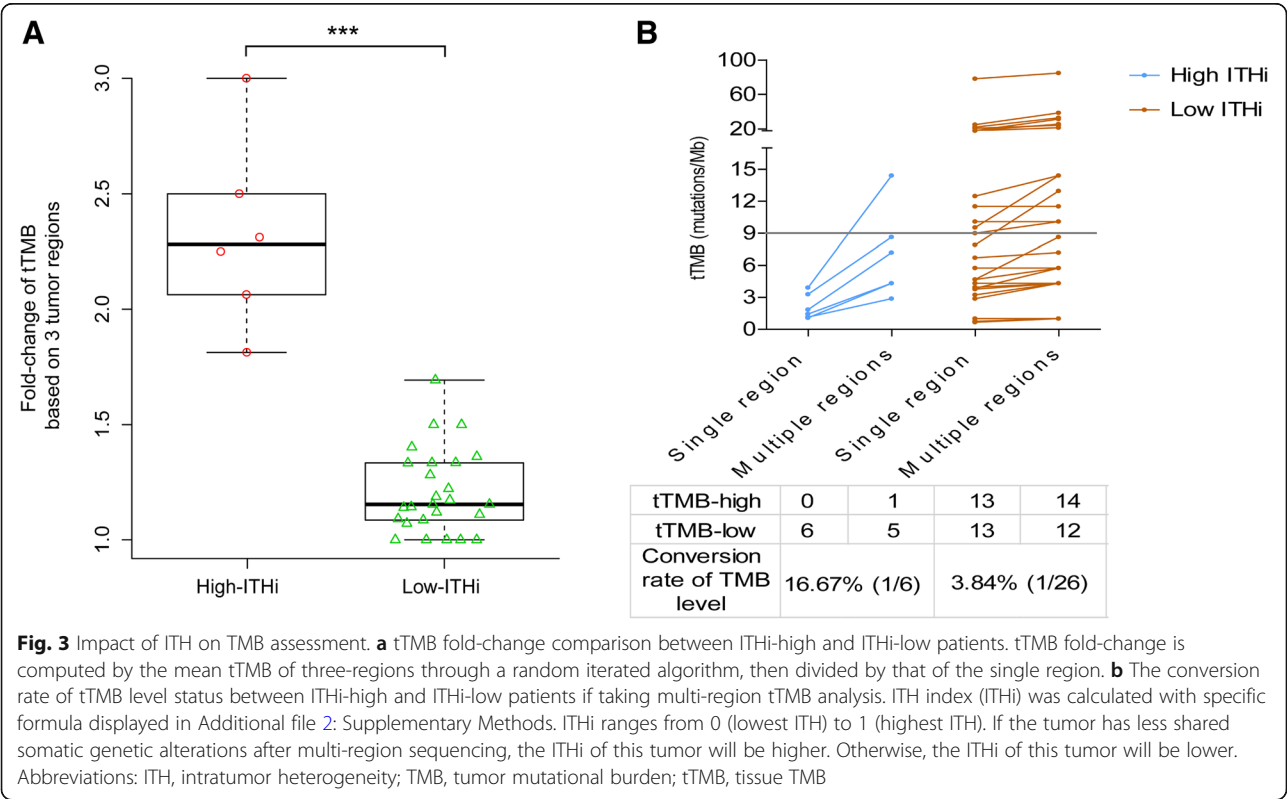 A
***
3.0
2.5
2.0
1.5
1.0
Fold-change of tTMB
based on 3 tumor regions
High-ITHi
Low-ITHi
B
100
60
20
15
12
9
6
3
0
tTMB (mutations/Mb)
High ITHi
Low ITHi
Single region
Multiple regions
Single region
Multiple regions
tTMB-high 0 1 13 14
tTMB-low 6 5 13 12
Conversion
rate of TMB
level
16.67% (1/6) 3.84% (1/26)
Fig. 3 Impact of ITH on TMB assessment. a tTMB fold-change comparison between ITHi-high and ITHi-low patients. tTMB fold-change is
computed by the mean tTMB of three-regions through a random iterated algorithm, then divided by that of the single region. b The conversion
rate of tTMB level status between ITHi-high and ITHi-low patients if taking multi-region tTMB analysis. ITH index (ITHi) was calculated with specific
formula displayed in Additional file 2: Supplementary Methods. ITHi ranges from 0 (lowest ITH) to 1 (highest ITH). If the tumor has less shared
somatic genetic alterations after multi-region sequencing, the ITHi of this tumor will be higher. Otherwise, the ITHi of this tumor will be lower.
Abbreviations: ITH, intratumor heterogeneity; TMB, tumor mutational burden; tTMB, tissue TMB